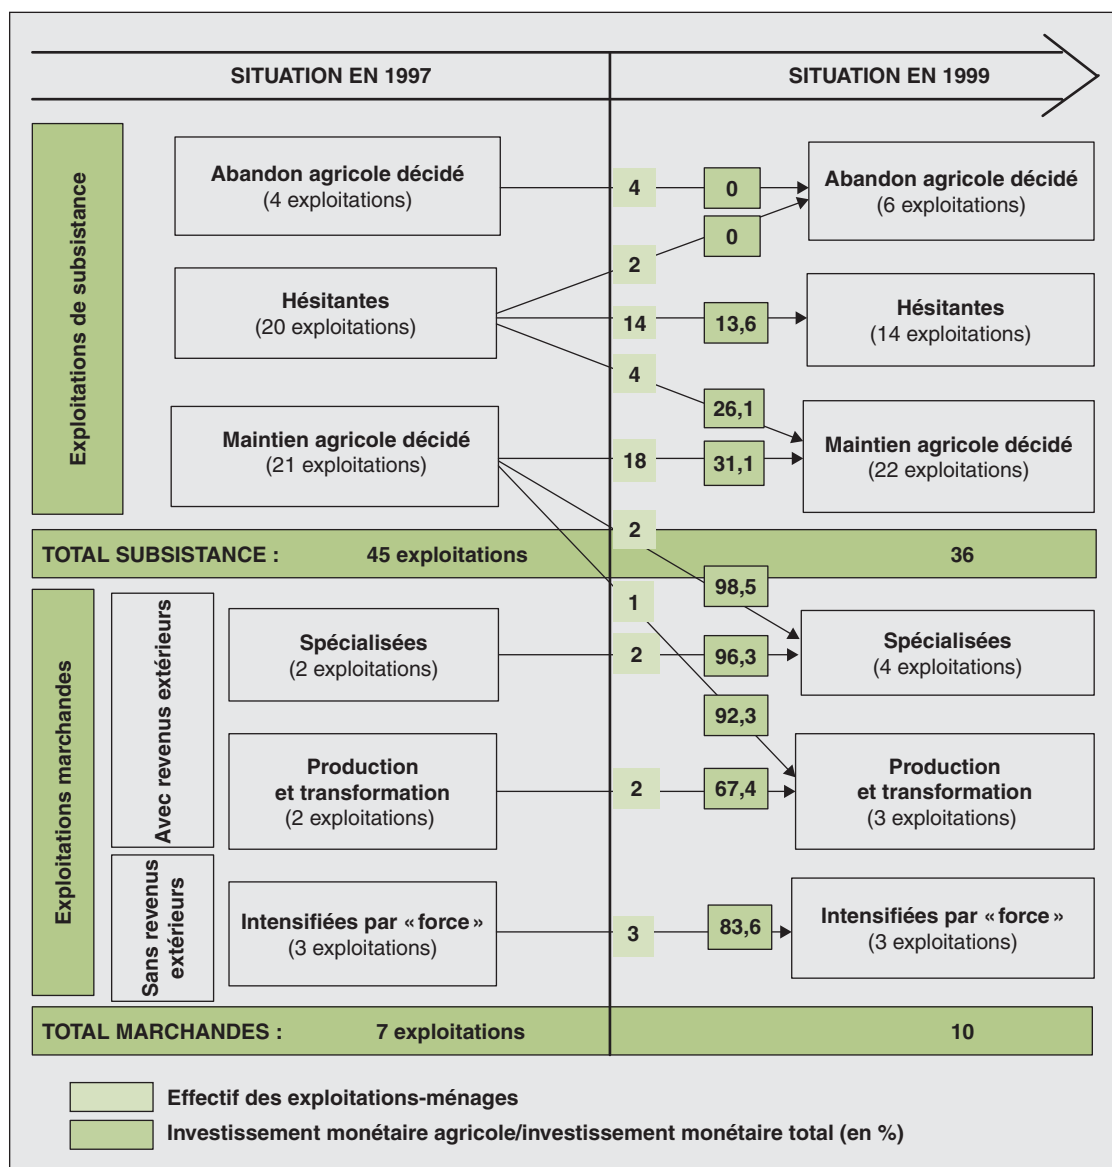 SITUATION EN 1997
SITUATION EN 1999
Exploitations de subsistance
Abandon agricole décidé
(4 exploitations)
4
0
Abandon agricole décidé
(6 exploitations)
0
2
Hésitantes
(20 exploitations)
14
13,6
Hésitantes
(14 exploitations)
4
26,1
Maintien agricole décidé
(21 exploitations)
18
31,1
Maintien agricole décidé
(22 exploitations)
2
TOTAL SUBSISTANCE : 45 exploitations
36
98,5
1
Exploitations marchandes
Avec revenus extérieurs
Spécialisées
(2 exploitations)
2
96,3
Spécialisées
(4 exploitations)
92,3
Production
et transformation
(2 exploitations)
2
67,4
Production
et transformation
(3 exploitations)
Sans revenus
extérieurs
Intensifiées par « force »
(3 exploitations)
3
83,6
Intensifiées par « force »
(3 exploitations)
TOTAL MARCHANDES : 7 exploitations
10
Effectif des exploitations-ménages
Investissement monétaire agricole/investissement monétaire total (en %)